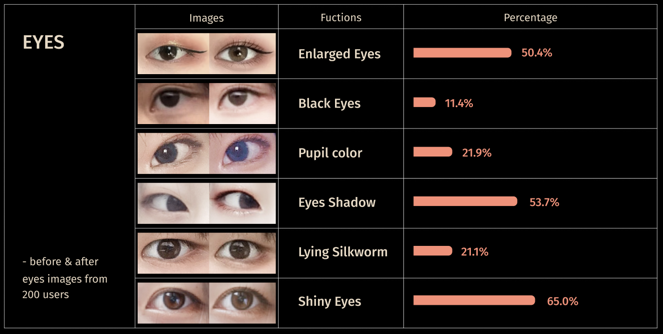 Images Fuctions Percentage
EYES
Enlarged Eyes 50.4%
Black Eyes 11.4%
Pupil color 21.9%
Eyes Shadow 53.7%
Lying Silkworm 21.1%
Shiny Eyes 65.0%
- before & after
eyes images from
200 users